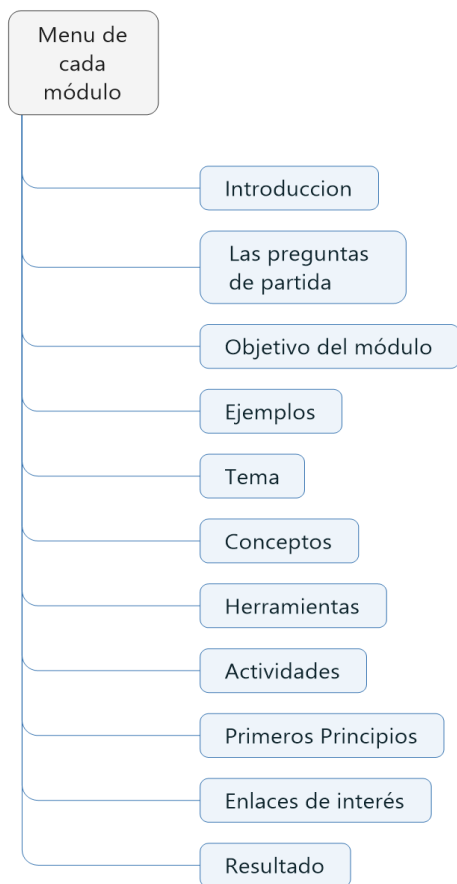 Menu de
cada
módulo
Introduccion
Las preguntas
de partida
Objetivo del módulo
Ejemplos
Tema
Conceptos
Herramientas
Actividades
Primeros Principios
Enlaces de interés
Resultado